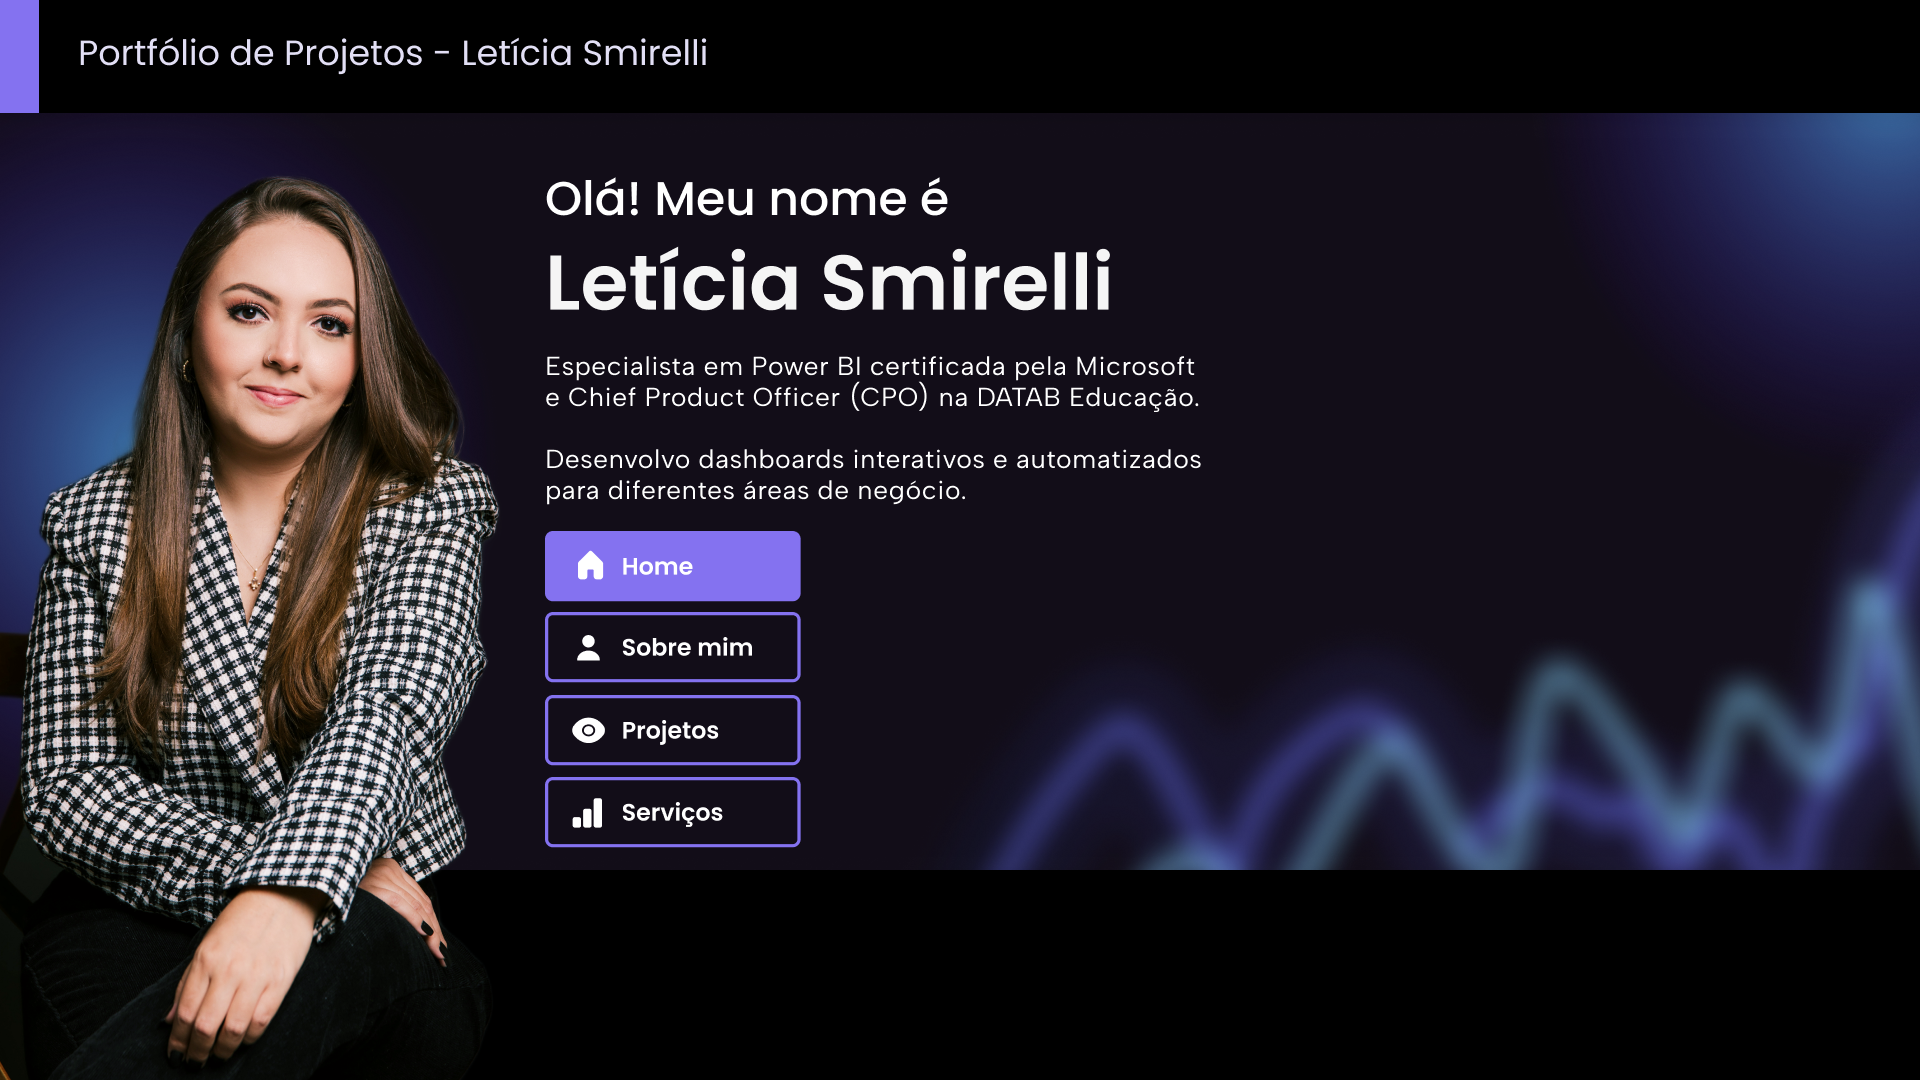 Portfólio de Projetos - Letícia Smirelli
Olá! Meu nome é
Letícia Smirelli
Especialista em Power BI certificada pela Microsoft
e Chief Product Officer (CPO) na DATAB Educação.
Desenvolvo dashboards interativos e automatizados
para diferentes áreas de negócio.
Home
Sobre mim
Projetos
Serviços